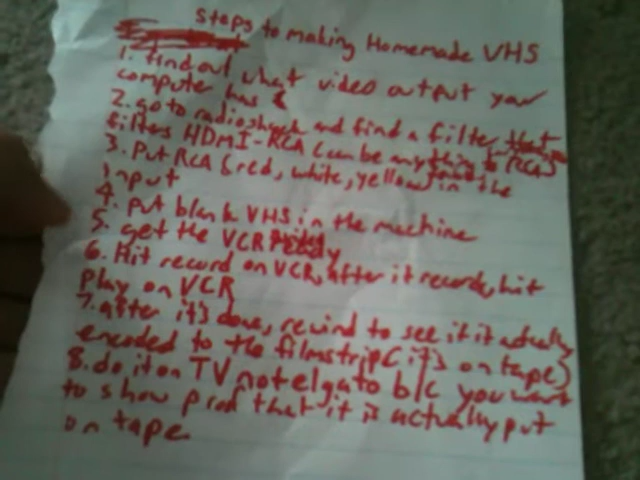 steps to making Homemade VHS
1. find out what video output your
computer has
2. go to radioshack and find a filter that
filters HDMI-RCA (can be anything to RCA)
3. Put RCA (red, white, yellow) in the
input
4. put blank VHS in the machine
5. get the VCR ready
6. Hit record on VCR, after it records, hit
play on VCR
7. after it's done, rewind to see if it actually
encoded to the filmstrip (it's on tape)
8. do it on TV not elgato b/c you want
to show proof that it is actually put
on tape